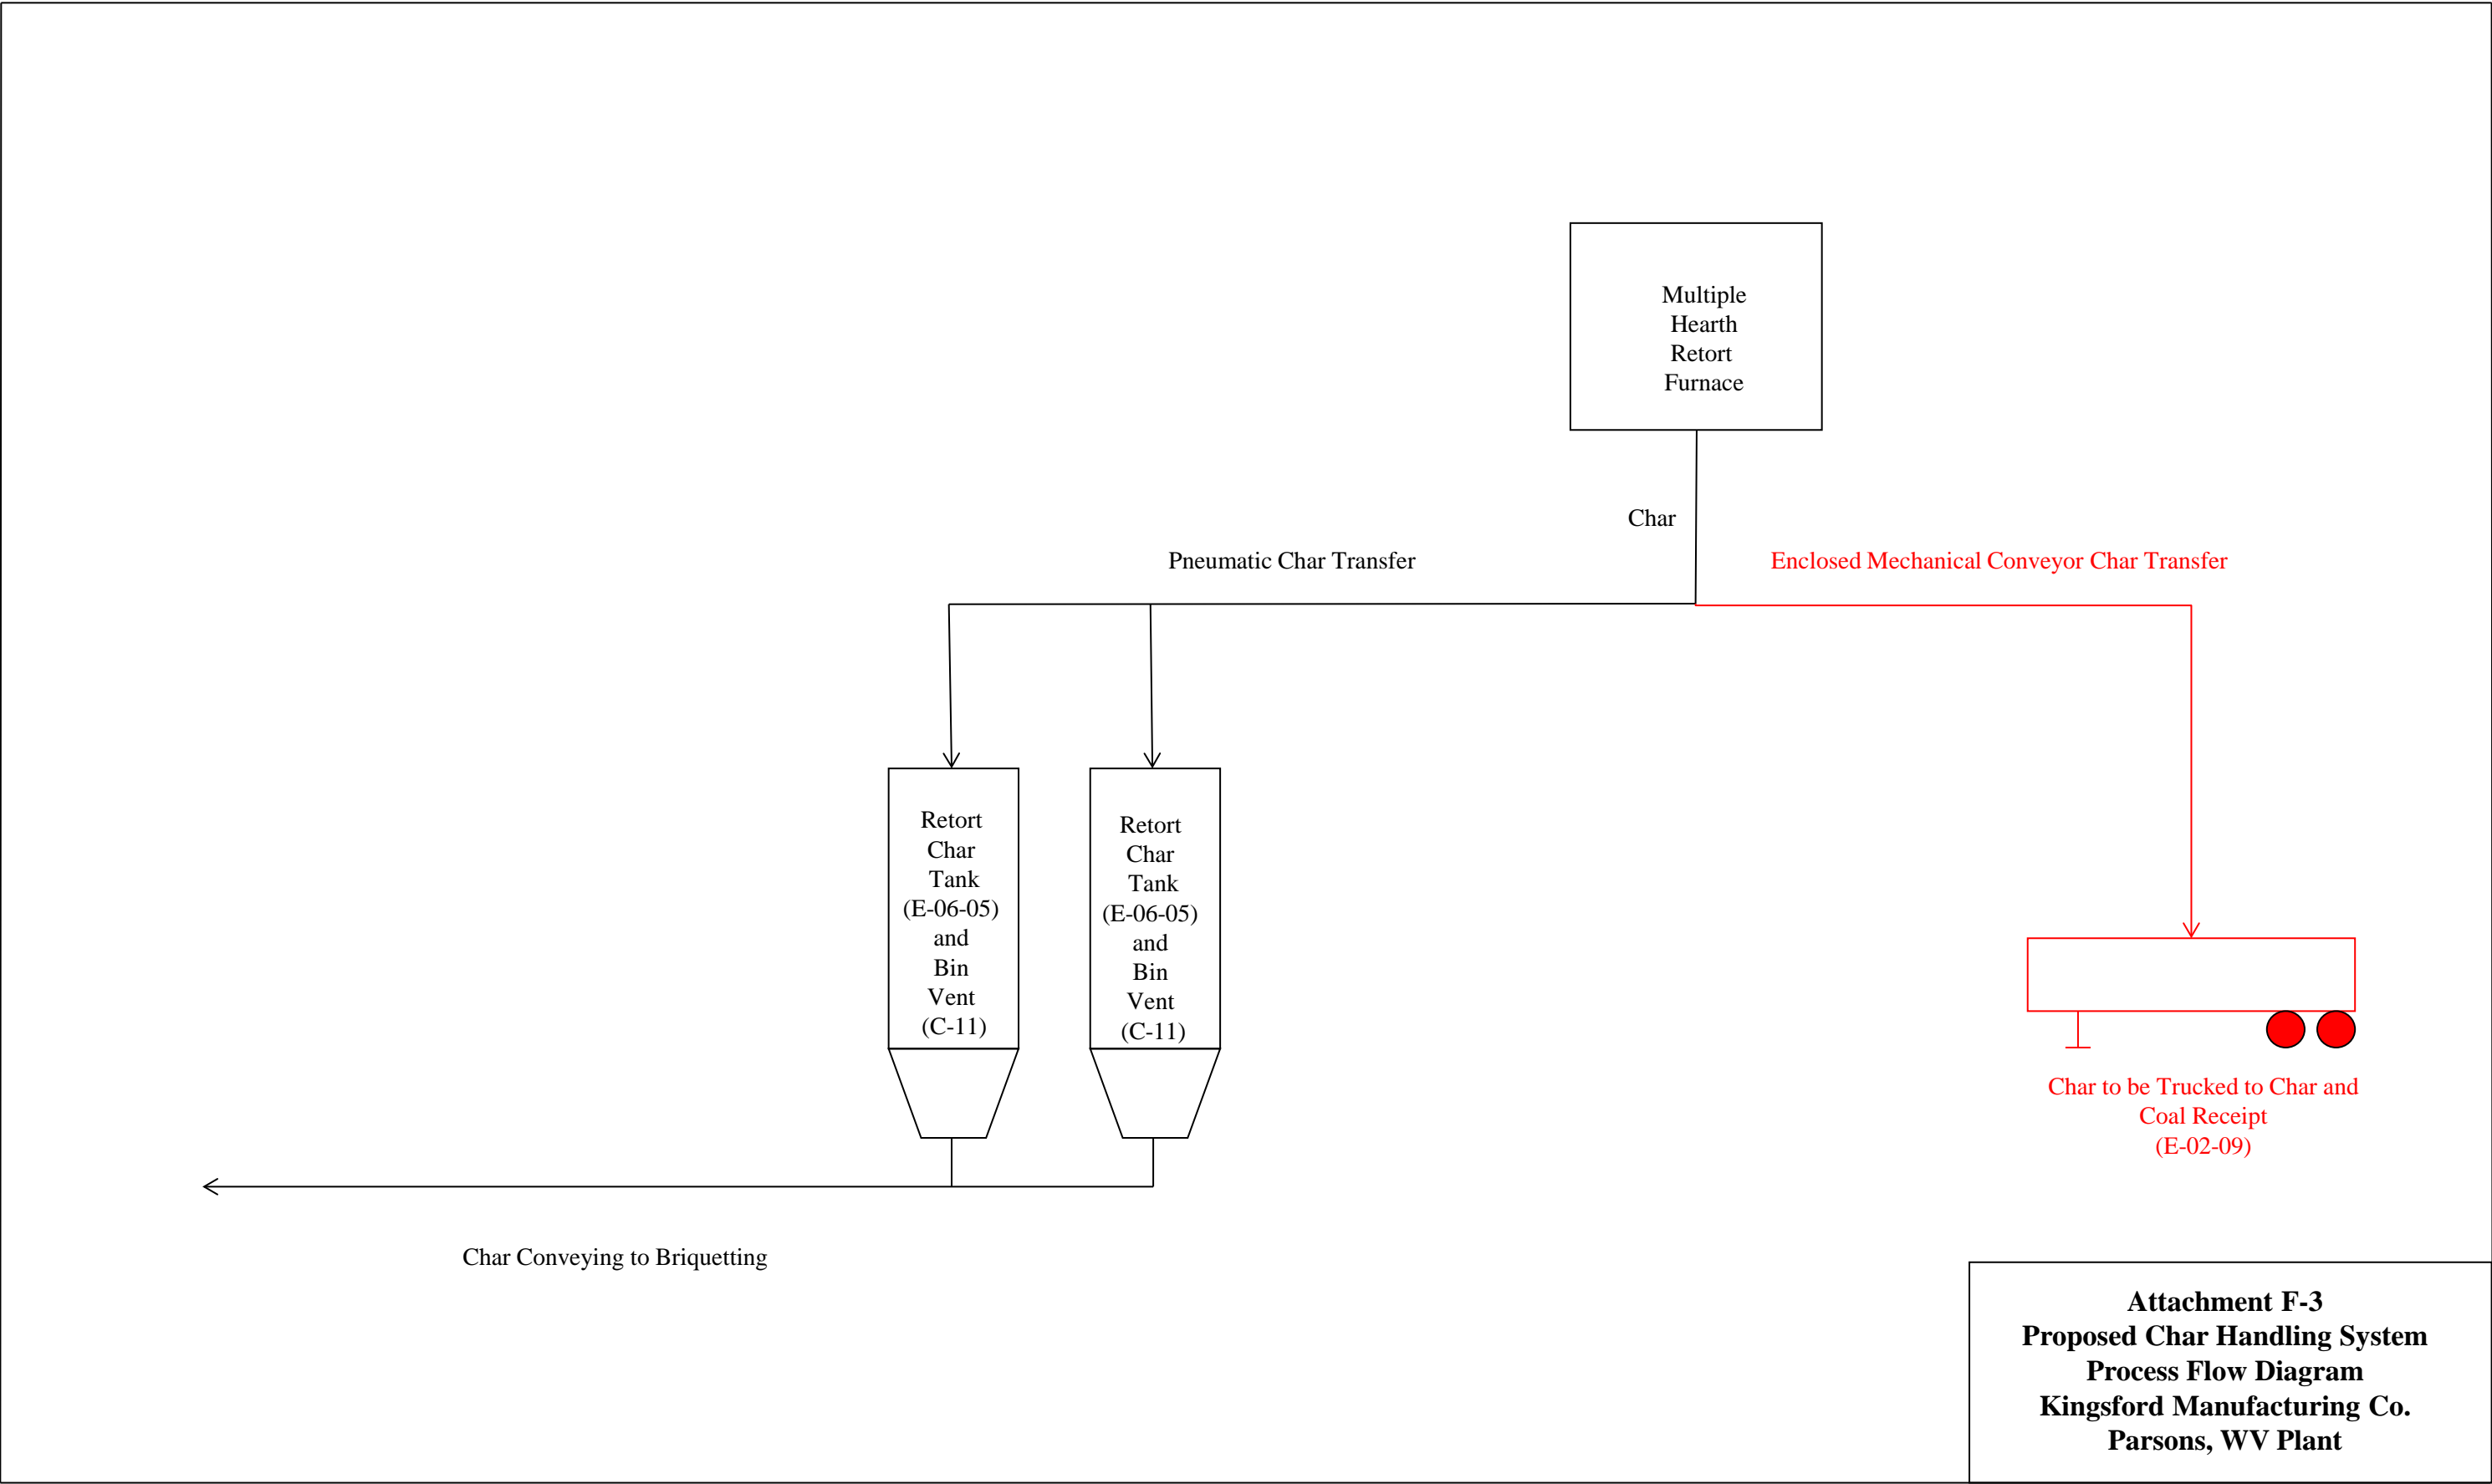 Multiple
Hearth
Retort
Furnace
Char
Pneumatic Char Transfer
Enclosed Mechanical Conveyor Char Transfer
Retort
Char
Tank
(E-06-05)
and
Bin
Vent
(C-11)
Retort
Char
Tank
(E-06-05)
and
Bin
Vent
(C-11)
Char to be Trucked to Char and
Coal Receipt
(E-02-09)
Char Conveying to Briquetting
Attachment F-3
Proposed Char Handling System
Process Flow Diagram
Kingsford Manufacturing Co.
Parsons, WV Plant